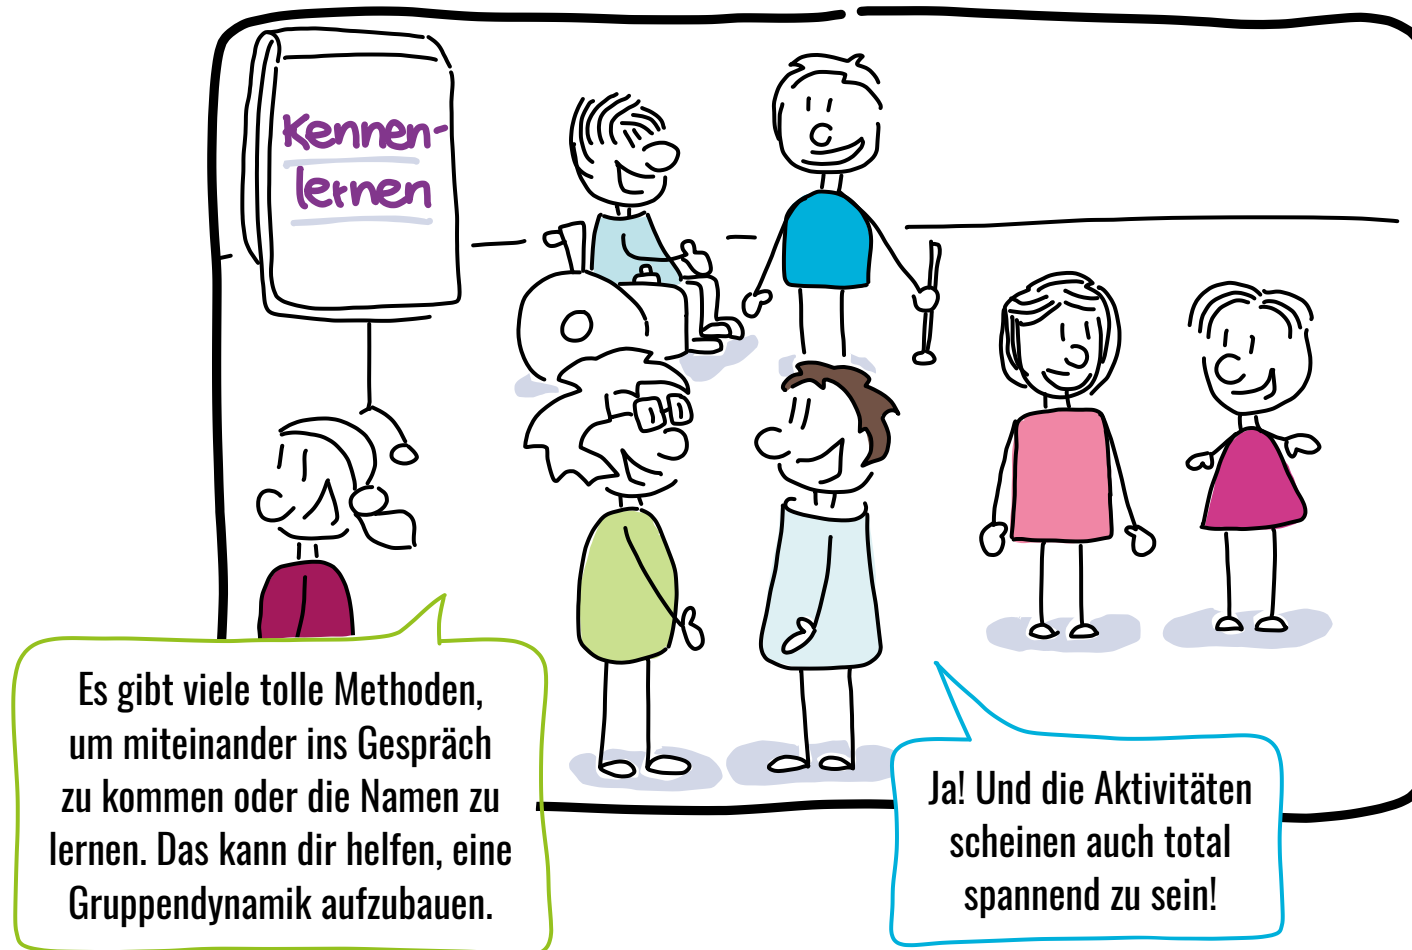 Kennen-
lernen
Es gibt viele tolle Methoden,
um miteinander ins Gespräch
zu kommen oder die Namen zu
lernen. Das kann dir helfen, eine
Gruppendynamik aufzubauen.
Ja! Und die Aktivitäten
scheinen auch total
spannend zu sein!